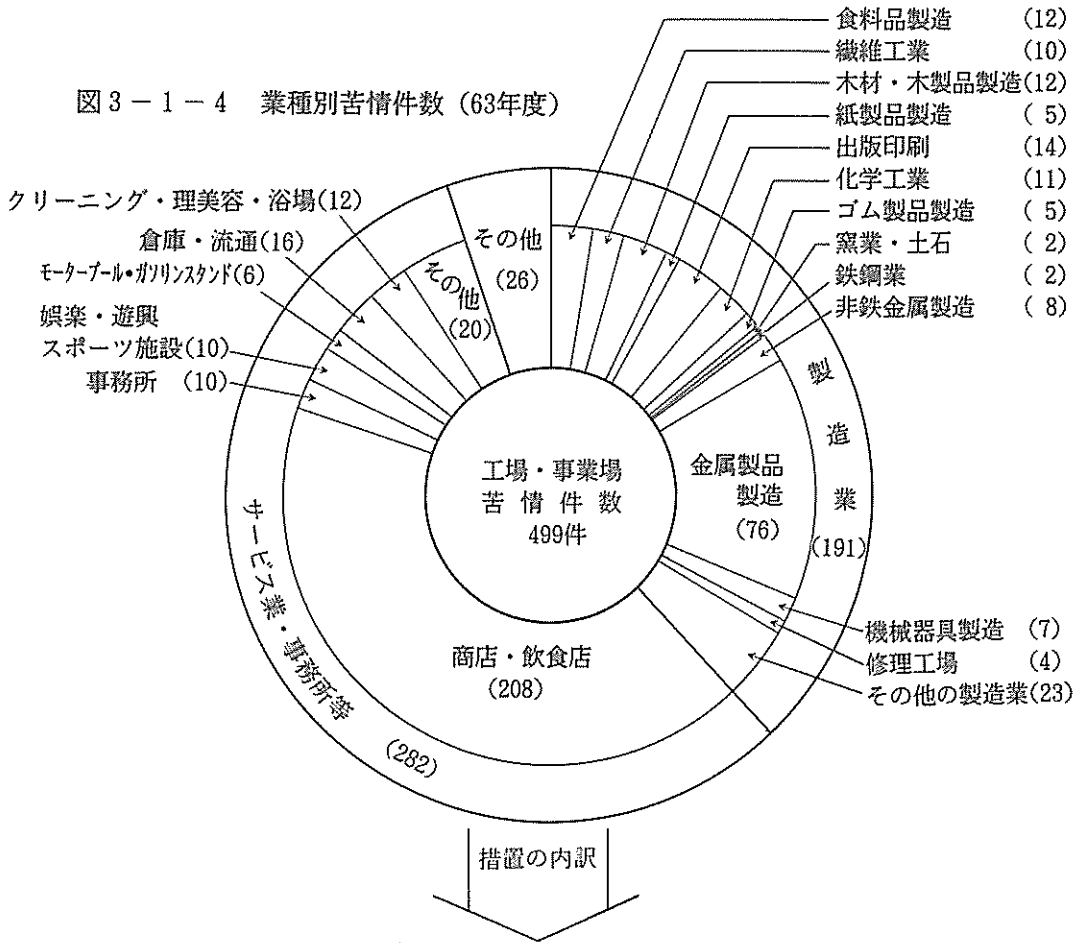 図3-1-4 業種別苦情件数(63年度)
食料品製造 (12)
繊維工業 (10)
木材・木製品製造(12)
紙製品製造 ( 5)
出版印刷 (14)
化学工業 (11)
ゴム製品製造 ( 5)
窯業・土石 ( 2)
鉄鋼業 ( 2)
非鉄金属製造 ( 8)
クリーニング・理美容・浴場(12)
倉庫・流通(16)
モータープール・ガソリンスタンド(6)
娯楽・遊興
スポーツ施設(10)
事務所 (10)
その他
(20)
その他
(26)
製造業
(191)
金属製品
製造
(76)
工場・事業場
苦情件数
499件
機械器具製造 (7)
修理工場 (4)
その他の製造業(23)
商店・飲食店
(208)
サービス業・事務所等 (282)
措置の内訳